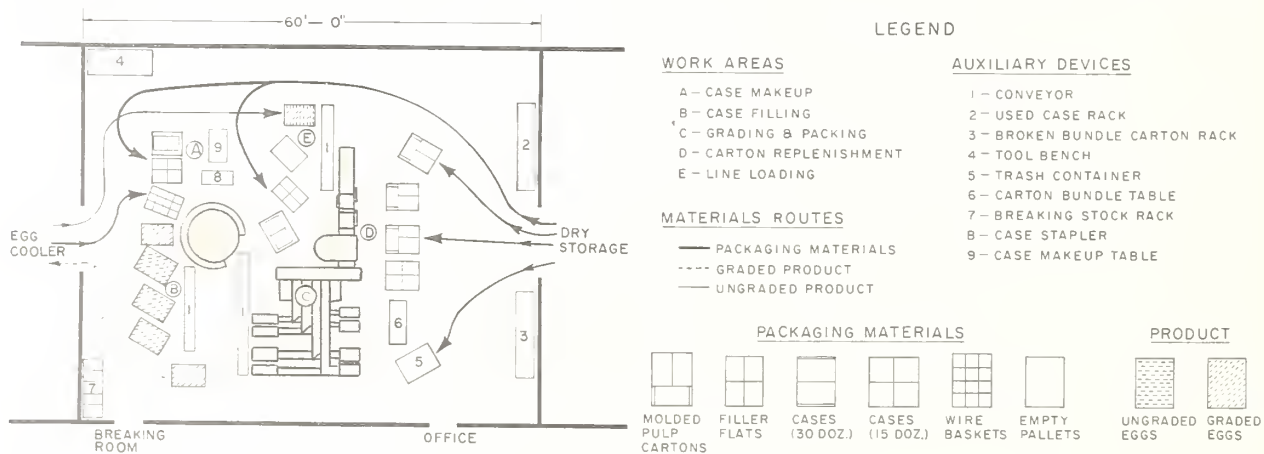 60'-0"
4
A
9
8
E
1
2
EGG
COOLER
D
DRY
STORAGE
B
1
1
C
6
5
3
7
BREAKING
ROOM
OFFICE
LEGEND
WORK AREAS
A - CASE MAKEUP
B - CASE FILLING
C - GRADING & PACKING
D - CARTON REPLENISHMENT
E - LINE LOADING
MATERIALS ROUTES
PACKAGING MATERIALS
GRADED PRODUCT
UNGRADED PRODUCT
AUXILIARY DEVICES
1 - CONVEYOR
2 - USED CASE RACK
3 - BROKEN BUNDLE CARTON RACK
4 - TOOL BENCH
5 - TRASH CONTAINER
6 - CARTON BUNDLE TABLE
7 - BREAKING STOCK RACK
8 - CASE STAPLER
9 - CASE MAKEUP TABLE
PACKAGING MATERIALS
MOLDED
PULP
CARTONS
FILLER
FLATS
CASES
(30 DOZ.)
CASES
(15 DOZ.)
WIRE
BASKETS
EMPTY
PALLETS
PRODUCT
UNGRADED
EGGS
GRADED
EGGS